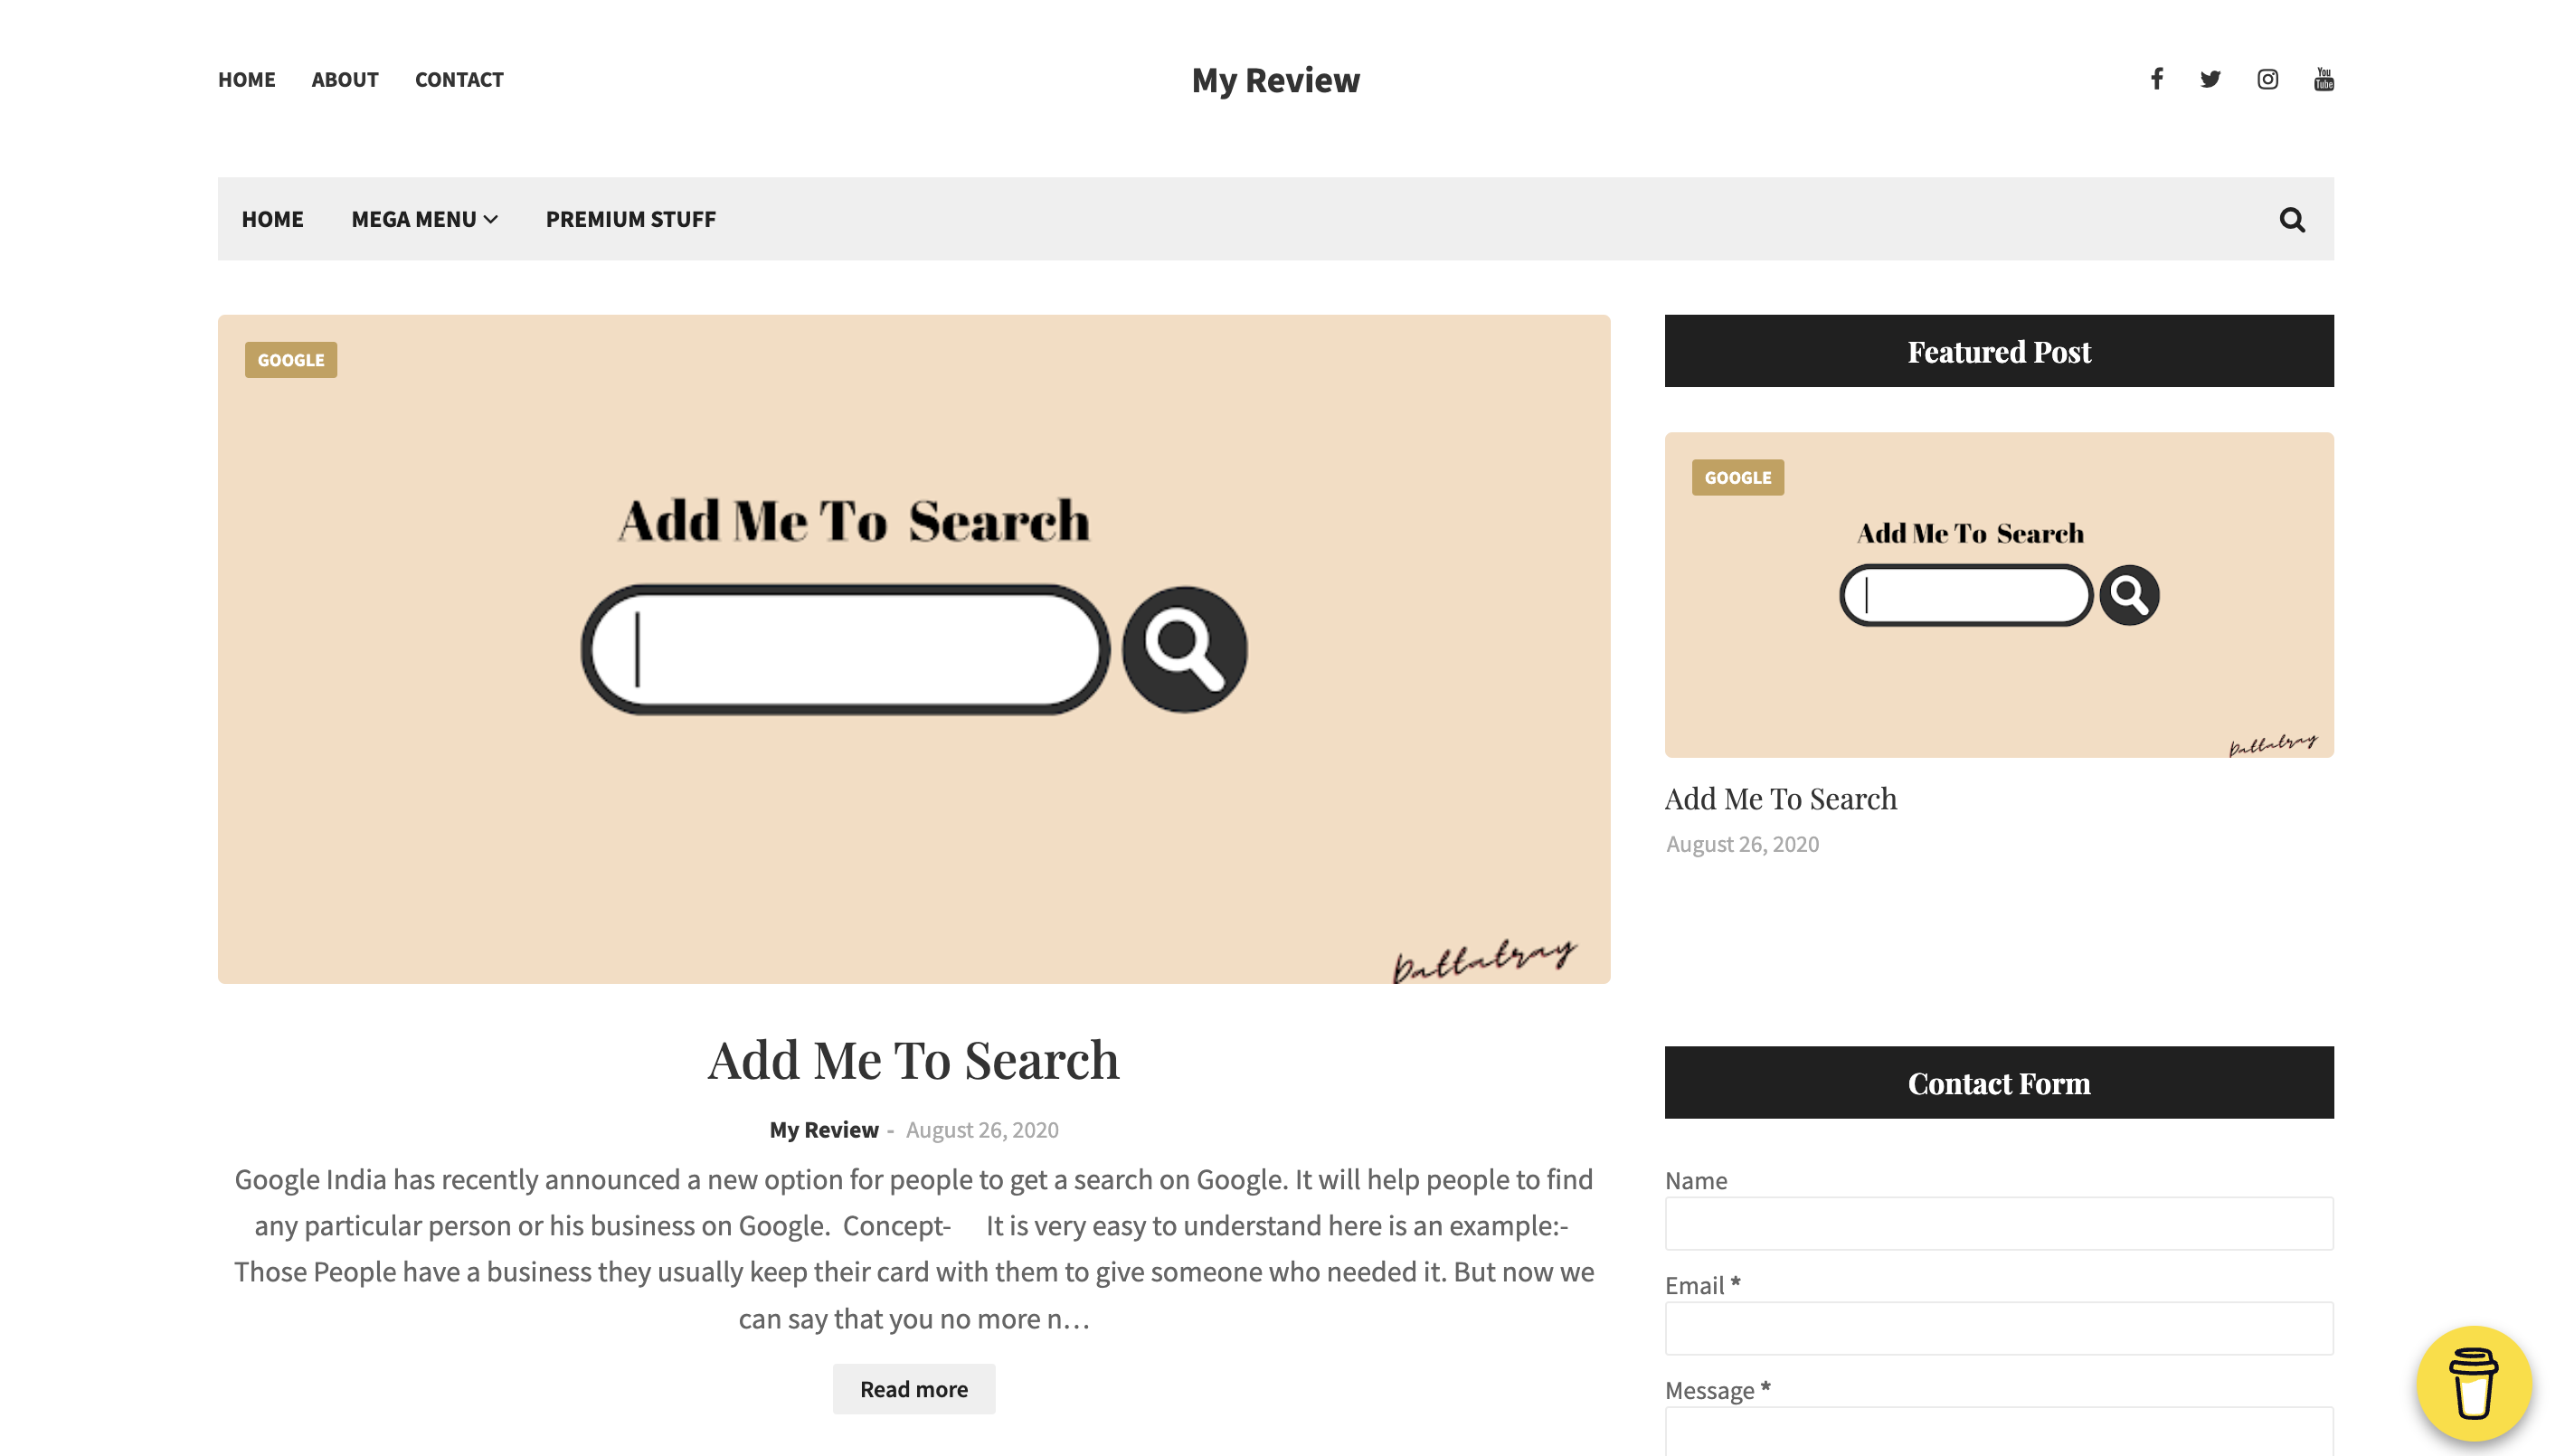 HOME ABOUT CONTACT
My Review
You Tube
HOME MEGA MENU PREMIUM STUFF
GOOGLE
Add Me To Search
Dattatray
Add Me To Search
My Review - August 26, 2020
Google India has recently announced a new option for people to get a search on Google. It will help people to find
any particular person or his business on Google.  Concept-     It is very easy to understand here is an example:-
Those People have a business they usually keep their card with them to give someone who needed it. But now we
can say that you no more n…
Read more
Featured Post
GOOGLE
Add Me To Search
Dattatray
Add Me To Search
August 26, 2020
Contact Form
Name
Email *
Message *